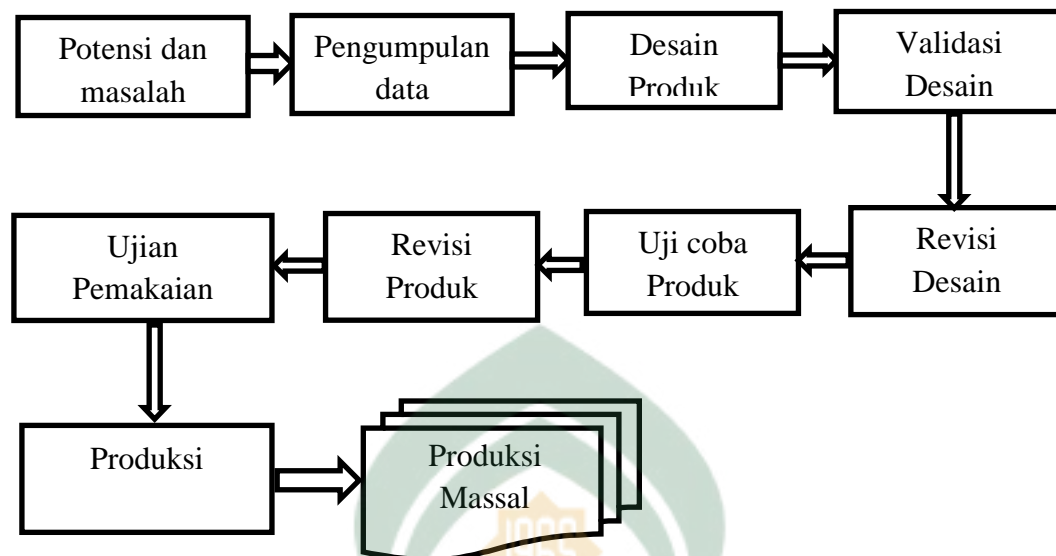 Potensi dan
masalah
Pengumpulan
data
Desain
Produk
Validasi
Desain
Revisi
Desain
Uji coba
Produk
Revisi
Produk
Ujian
Pemakaian
Produksi
Produksi
Massal
1965